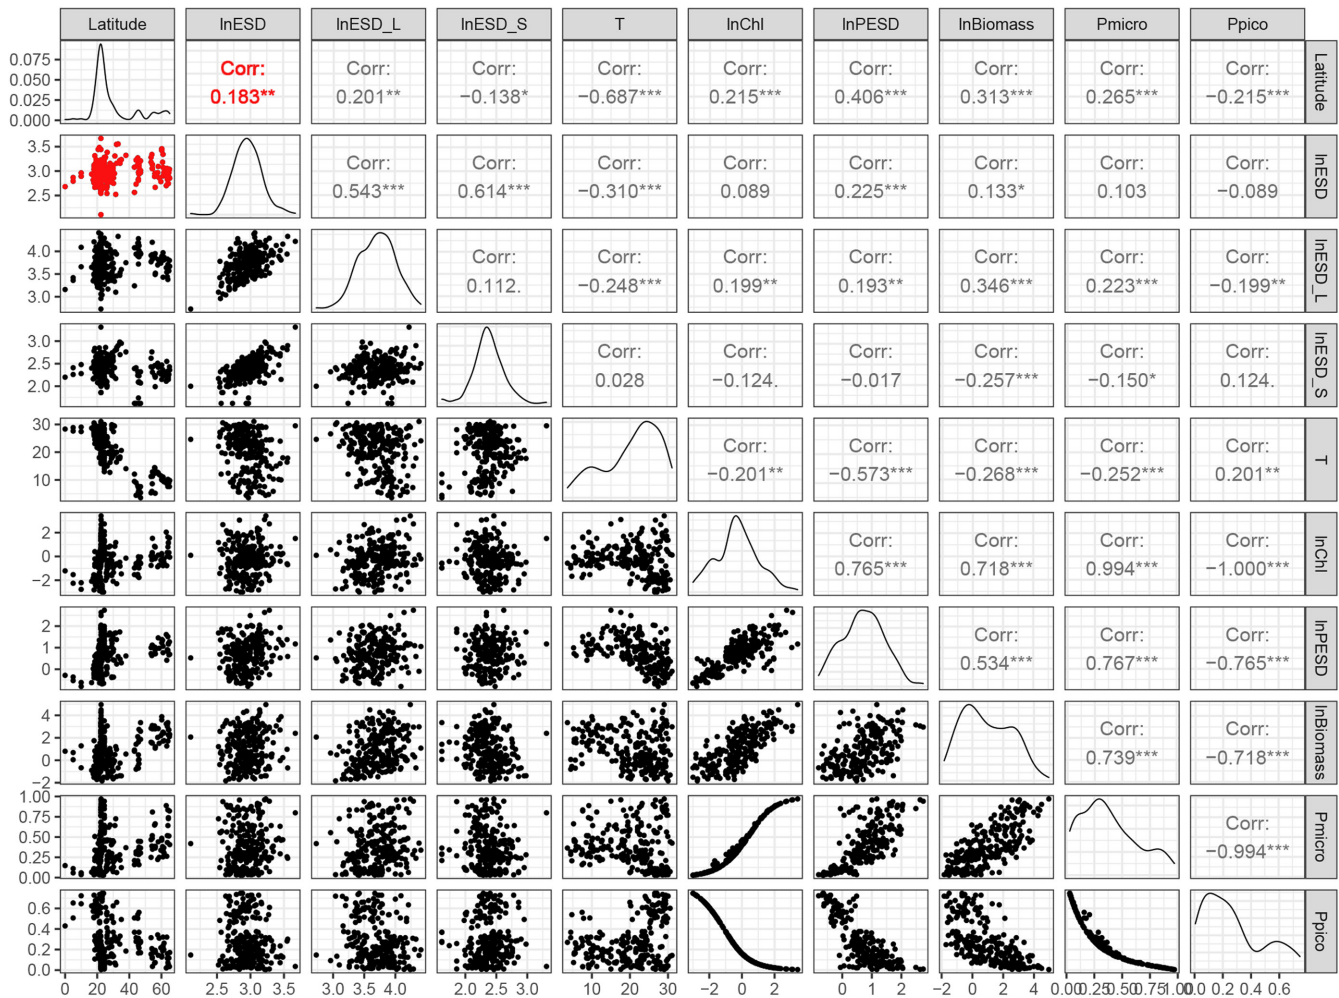 Latitude lnESD lnESD_L lnESD_S T lnChl lnPESD lnBiomass Pmicro Ppico
0.075
0.050
0.025
0.000
Corr: Corr: Corr: Corr: Corr: Corr: Corr: Corr: Corr:
0.183** 0.201** −0.138* −0.687*** 0.215*** 0.406*** 0.313*** 0.265*** −0.215***
Latitude
3.5
3.0
2.5
Corr: Corr: Corr: Corr: Corr: Corr: Corr: Corr:
0.543*** 0.614*** −0.310*** 0.089 0.225*** 0.133* 0.103 −0.089
lnESD
4.0
3.5
3.0
Corr: Corr: Corr: Corr: Corr: Corr: Corr:
0.112. −0.248*** 0.199** 0.193** 0.346*** 0.223*** −0.199**
lnESD_L
3.0
2.5
2.0
Corr: Corr: Corr: Corr: Corr: Corr:
0.028 −0.124. −0.017 −0.257*** −0.150* 0.124.
lnESD_S
30
20
10
Corr: Corr: Corr: Corr: Corr:
−0.201** −0.573*** −0.268*** −0.252*** 0.201**
T
2
0
−2
Corr: Corr: Corr: Corr:
0.765*** 0.718*** 0.994*** −1.000***
lnChl
2
1
0
Corr: Corr: Corr:
0.534*** 0.767*** −0.765***
lnPESD
4
2
0
−2
Corr: Corr:
0.739*** −0.718***
lnBiomass
1.00
0.75
0.50
0.25
0.00
Corr:
−0.994***
Pmicro
0.6
0.4
0.2
0.0
Ppico
0 20 40 60 2.5 3.0 3.5 3.0 3.5 4.0 2.0 2.5 3.0 10 20 30 −2 0 2 0 1 2 −2 0 2 4 0.00 0.25 0.50 0.75 1.00 0.0 0.2 0.4 0.6